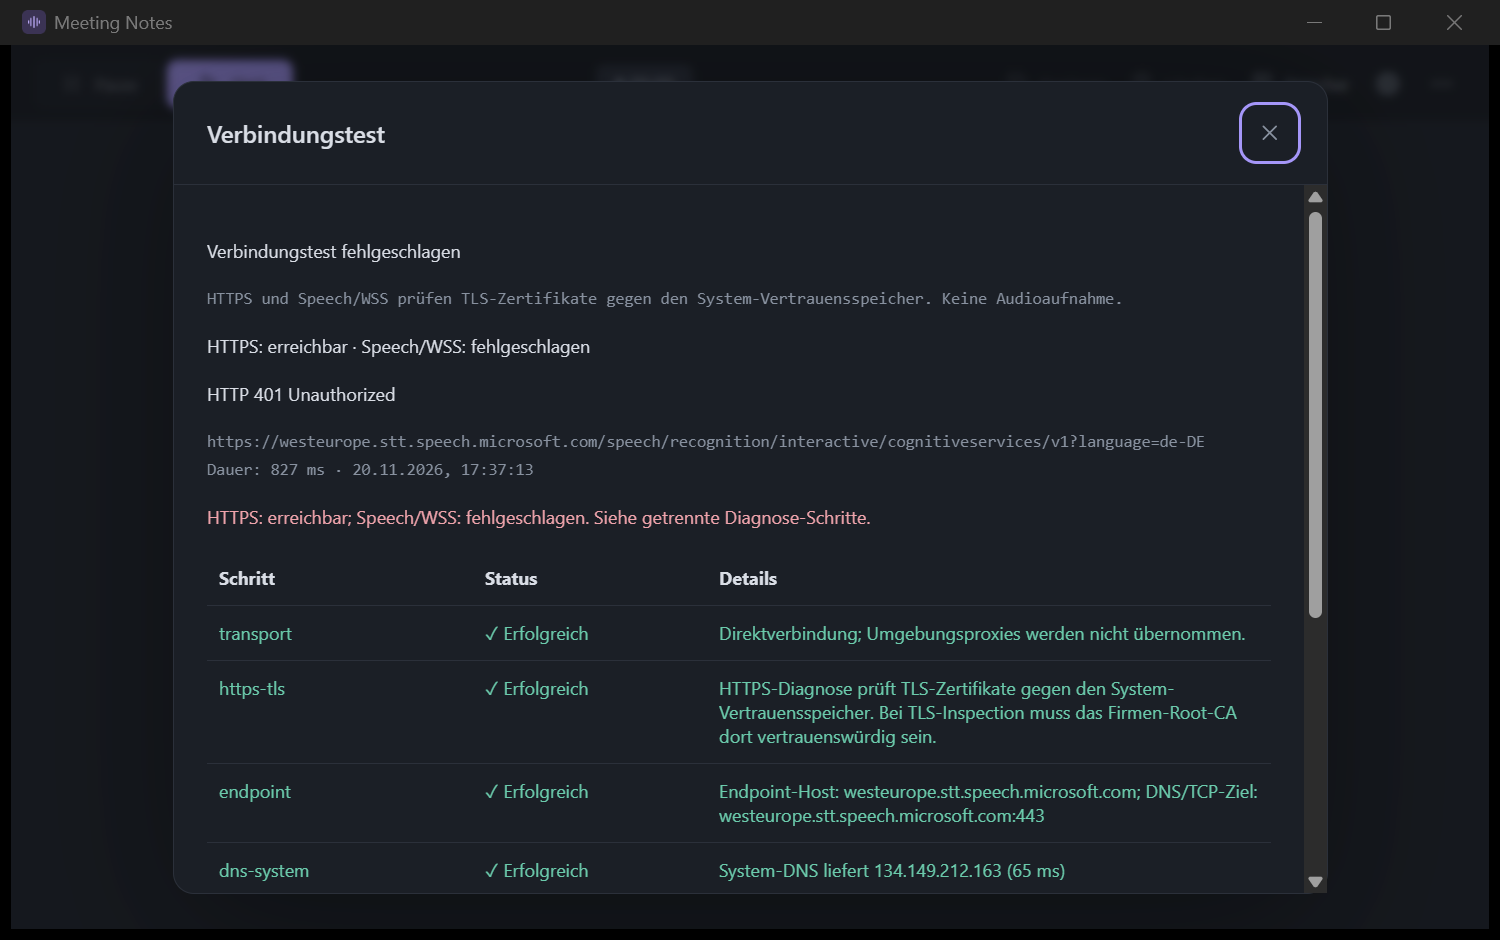 Meeting Notes
Verbindungstest
Verbindungstest fehlgeschlagen
HTTPS und Speech/WSS prüfen TLS-Zertifikate gegen den System-Vertrauensspeicher. Keine Audioaufnahme.
HTTPS: erreichbar · Speech/WSS: fehlgeschlagen
HTTP 401 Unauthorized
https://westeurope.stt.speech.microsoft.com/speech/recognition/interactive/cognitiveservices/v1?language=de-DE
Dauer: 827 ms · 20.11.2026, 17:37:13
HTTPS: erreichbar; Speech/WSS: fehlgeschlagen. Siehe getrennte Diagnose-Schritte.
Schritt Status Details
transport ✓ Erfolgreich Direktverbindung; Umgebungsproxies werden nicht übernommen.
https-tls ✓ Erfolgreich HTTPS-Diagnose prüft TLS-Zertifikate gegen den System-
Vertrauensspeicher. Bei TLS-Inspection muss das Firmen-Root-CA
dort vertrauenswürdig sein.
endpoint ✓ Erfolgreich Endpoint-Host: westeurope.stt.speech.microsoft.com; DNS/TCP-Ziel:
westeurope.stt.speech.microsoft.com:443
dns-system ✓ Erfolgreich System-DNS liefert 134.149.212.163 (65 ms)